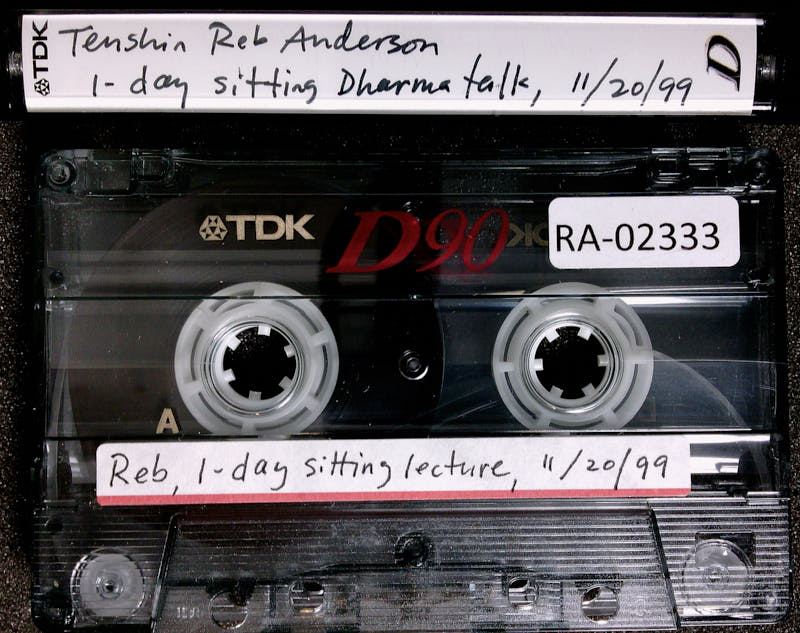 TDK
Tenshin Reb Anderson
1-day sitting Dharma talk, 11/20/99
D
TDK D90
RA-02333
A
Reb, 1-day sitting lecture, 11/20/99